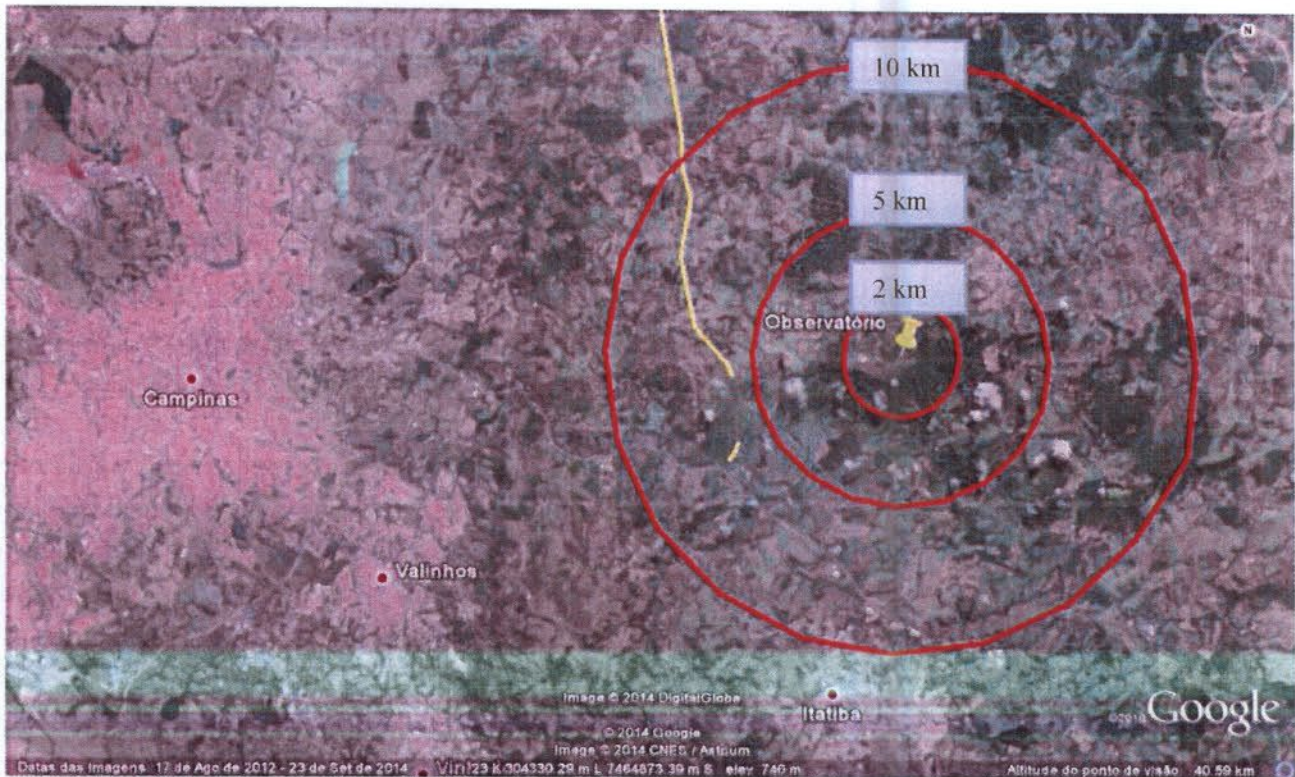 N
10 km
5 km
2 km
Observatório
Campinas
Valinhos
Image © 2014 DigitalGlobe
Itatiba
Google
© 2014 Google
Image © 2014 CNES / Astrium
Datas das imagens: 17 de Ago de 2012 - 23 de Set de 2014
23 K 304330.29 m L 7464873.39 m S elev 746 m
Altitude do ponto de visão 40.59 km